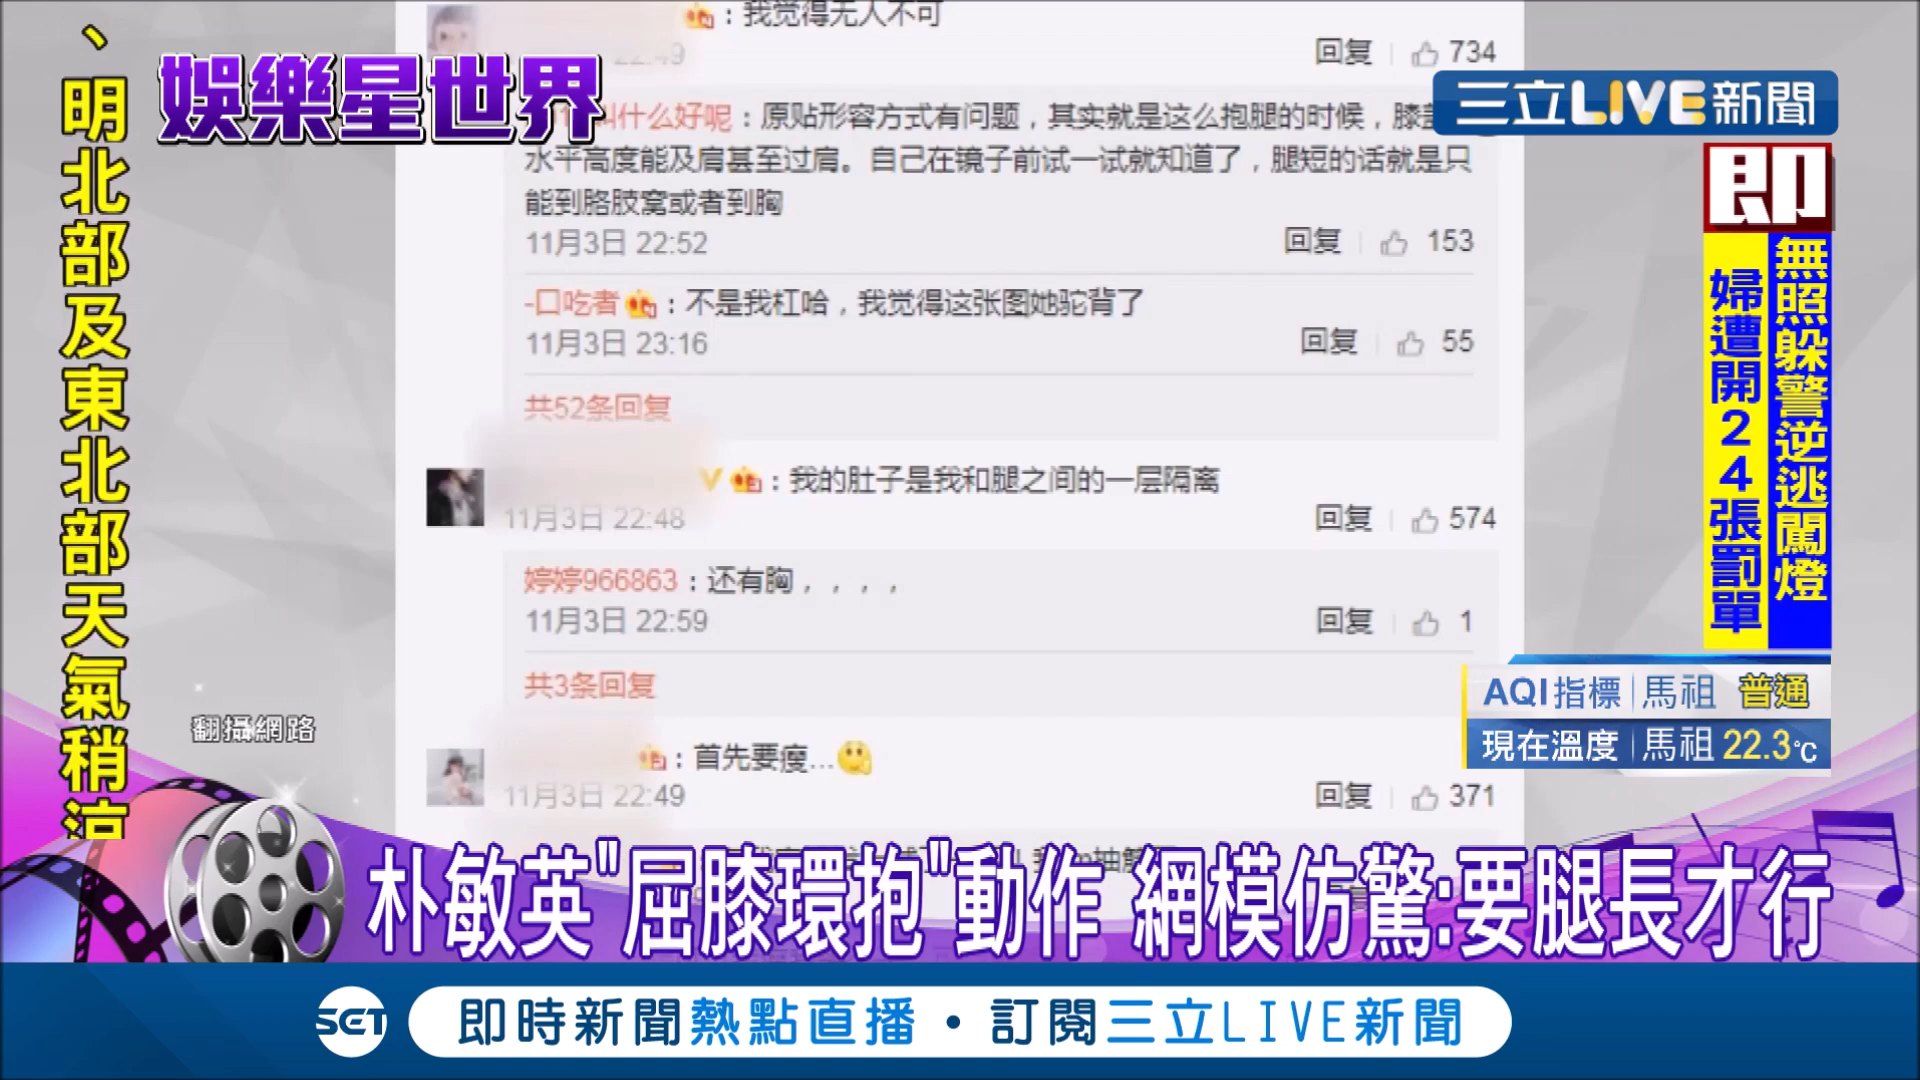 ：我觉得无人不可
22:49
回复 734
娛樂星世界
三立LIVE新聞
叫什么好呢：原贴形容方式有问题，其实就是这么抱腿的时候，膝
水平高度能及肩甚至过肩。自己在镜子前试一试就知道了，腿短的话就是只
能到胳肢窝或者到胸
11月3日 22:52
回复 153
-口吃者：不是我杠哈，我觉得这张图她驼背了
11月3日 23:16
回复 55
共52条回复
：我的肚子是我和腿之间的一层隔离
11月3日 22:48
回复 574
婷婷966863：还有胸，，，，
11月3日 22:59
回复 1
共3条回复
：首先要瘦...
11月3日 22:49
回复 371
、明北部及東北部天氣稍涼
即
無照躲警逆逃闖燈
婦遭開24張罰單
AQI指標 馬祖 普通
現在溫度 馬祖 22.3°C
翻攝網路
朴敏英"屈膝環抱"動作 網模仿驚:要腿長才行
SET
即時新聞熱點直播・訂閱三立LIVE新聞